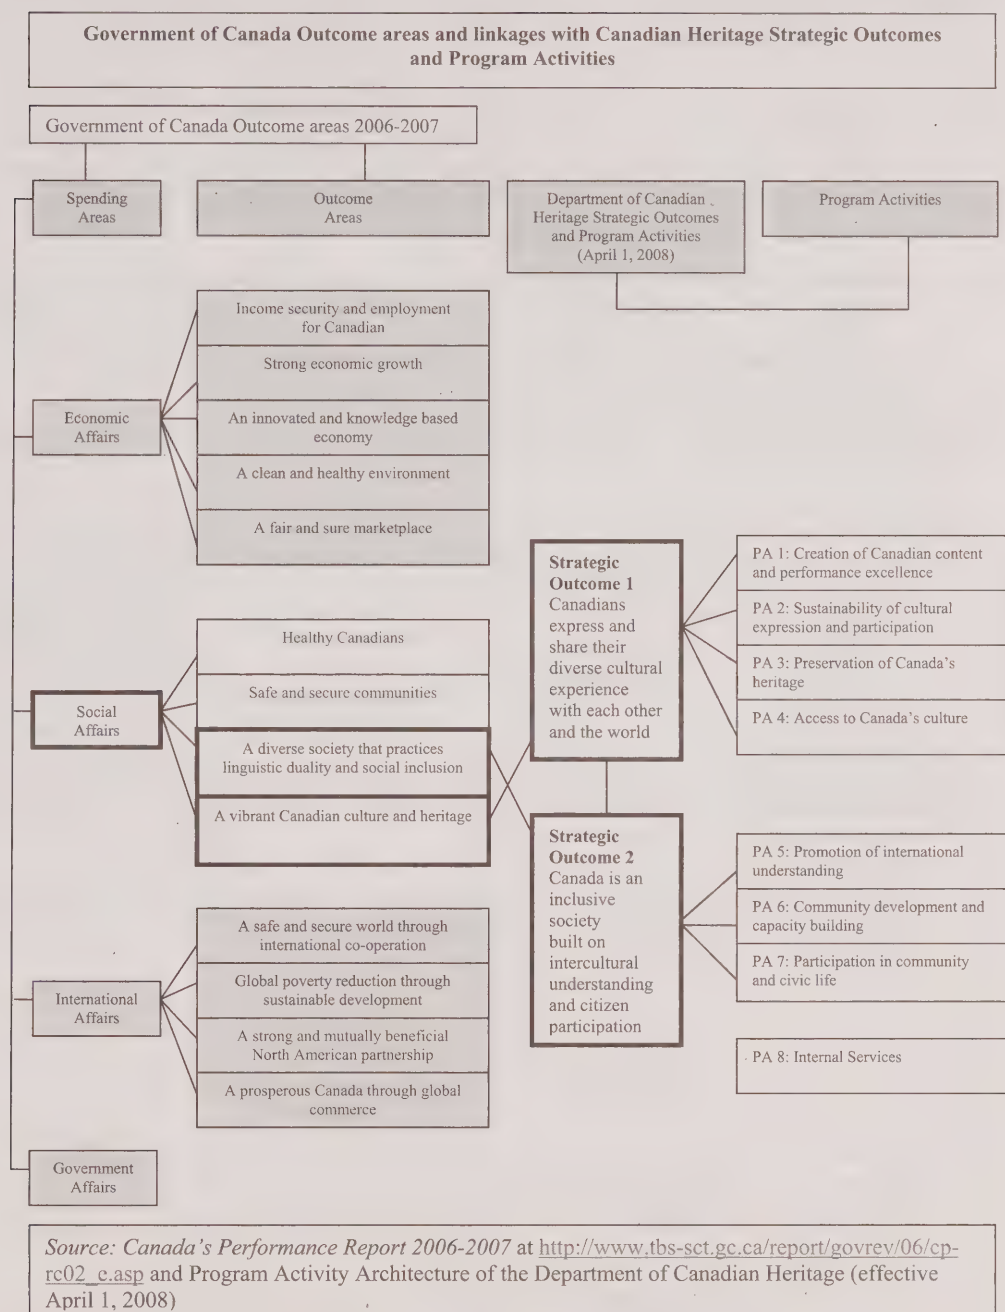 Government of Canada Outcome areas and linkages with Canadian Heritage Strategic Outcomes
and Program Activities
Government of Canada Outcome areas 2006-2007
Spending
Areas
Outcome
Areas
Department of Canadian
Heritage Strategic Outcomes
and Program Activities
(April 1, 2008)
Program Activities
Economic
Affairs
Income security and employment
for Canadian
Strong economic growth
An innovated and knowledge based
economy
A clean and healthy environment
A fair and sure marketplace
Social
Affairs
Healthy Canadians
Safe and secure communities
A diverse society that practices
linguistic duality and social inclusion
A vibrant Canadian culture and heritage
Strategic
Outcome 1
Canadians
express and
share their
diverse cultural
experience
with each other
and the world
PA 1: Creation of Canadian content
and performance excellence
PA 2: Sustainability of cultural
expression and participation
PA 3: Preservation of Canada's
heritage
PA 4: Access to Canada's culture
Strategic
Outcome 2
Canada is an
inclusive
society
built on
intercultural
understanding
and citizen
participation
PA 5: Promotion of international
understanding
PA 6: Community development and
capacity building
PA 7: Participation in community
and civic life
PA 8: Internal Services
International
Affairs
A safe and secure world through
international co-operation
Global poverty reduction through
sustainable development
A strong and mutually beneficial
North American partnership
A prosperous Canada through global
commerce
Government
Affairs
Source: Canada's Performance Report 2006-2007 at http://www.tbs-sct.gc.ca/report/govrev/06/cp-
rc02_e.asp and Program Activity Architecture of the Department of Canadian Heritage (effective
April 1, 2008)